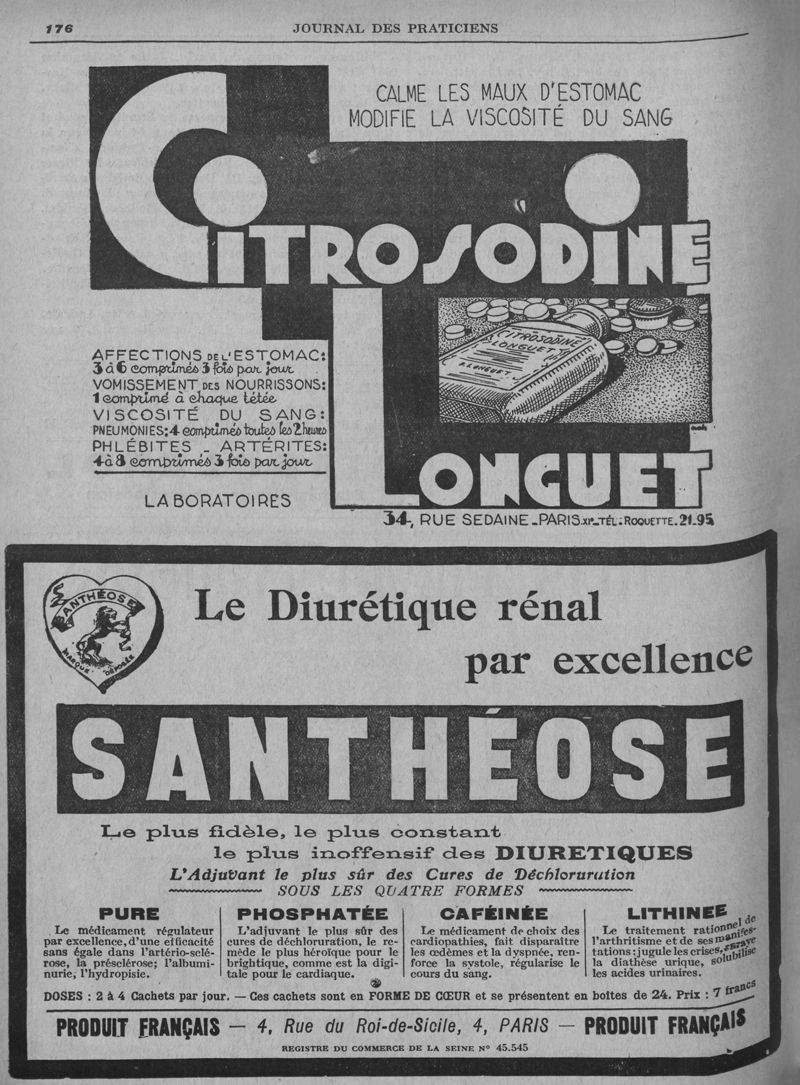 176
JOURNAL DES PRATICIENS
CALME LES MAUX D'ESTOMAC
MODIFIE LA VISCOSITÉ DU SANG
CITROSODINE
LONGUET
CITROSODINE
LONGUET
P. LONGUET
AFFECTIONS DE L'ESTOMAC:
3 à 6 comprimés 3 fois par jour
VOMISSEMENT DES NOURRISSONS:
1 comprimé à chaque tétée
VISCOSITÉ DU SANG:
PNEUMONIES: 4 comprimés toutes les 2 heures
PHLÉBITES _ ARTÉRITES:
4 à 8 comprimés 3 fois par jour
LABORATOIRES
34, RUE SEDAINE_PARIS.XIe_TÉL: ROQUETTE. 21.95
SANTHÉOSE
MARQUE DÉPOSÉE
Le Diurétique rénal
par excellence
SANTHÉOSE
Le plus fidèle, le plus constant
le plus inoffensif des DIURETIQUES
L'Adjuvant le plus sûr des Cures de Déchlorurution
SOUS LES QUATRE FORMES
PURE
Le médicament régulateur
par excellence, d'une efficacité
sans égale dans l'artério-sclé-
rose, la présclérose; l'albumi-
nurie, l'hydropisie.
PHOSPHATÉE
L'adjuvant le plus sûr des
cures de déchloruration, le re-
mède le plus héroïque pour le
brightique, comme est la digi-
tale pour le cardiaque.
CAFÉINÉE
Le médicament de choix des
cardiopathies, fait disparaître
les œdèmes et la dyspnée, ren-
force la systole, régularise le
cours du sang.
LITHINEE
Le traitement rationnel de
l'arthritisme et de ses manifes-
tations: jugule les crises, enraye
la diathèse urique, solubilise
les acides urinaires.
DOSES : 2 à 4 Cachets par jour. — Ces cachets sont en FORME DE CŒUR et se présentent en boîtes de 24. Prix : 7 francs
PRODUIT FRANÇAIS — 4, Rue du Roi-de-Sicile, 4, PARIS — PRODUIT FRANÇAIS
REGISTRE DU COMMERCE DE LA SEINE N° 45.545